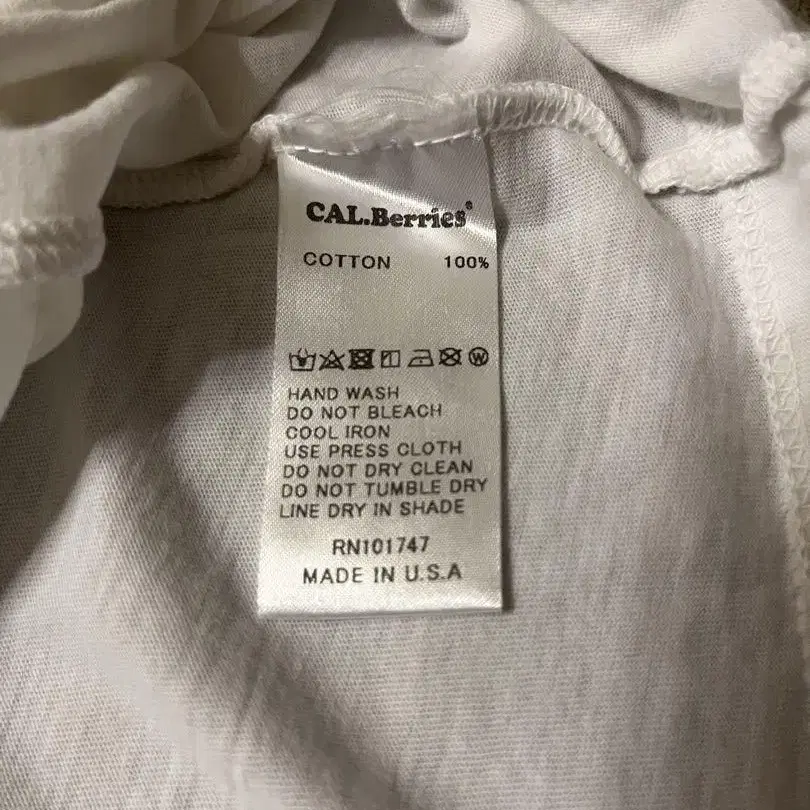 CAL.Berries®
COTTON 100%
HAND WASH
DO NOT BLEACH
COOL IRON
USE PRESS CLOTH
DO NOT DRY CLEAN
DO NOT TUMBLE DRY
LINE DRY IN SHADE
RN101747
MADE IN U.S.A